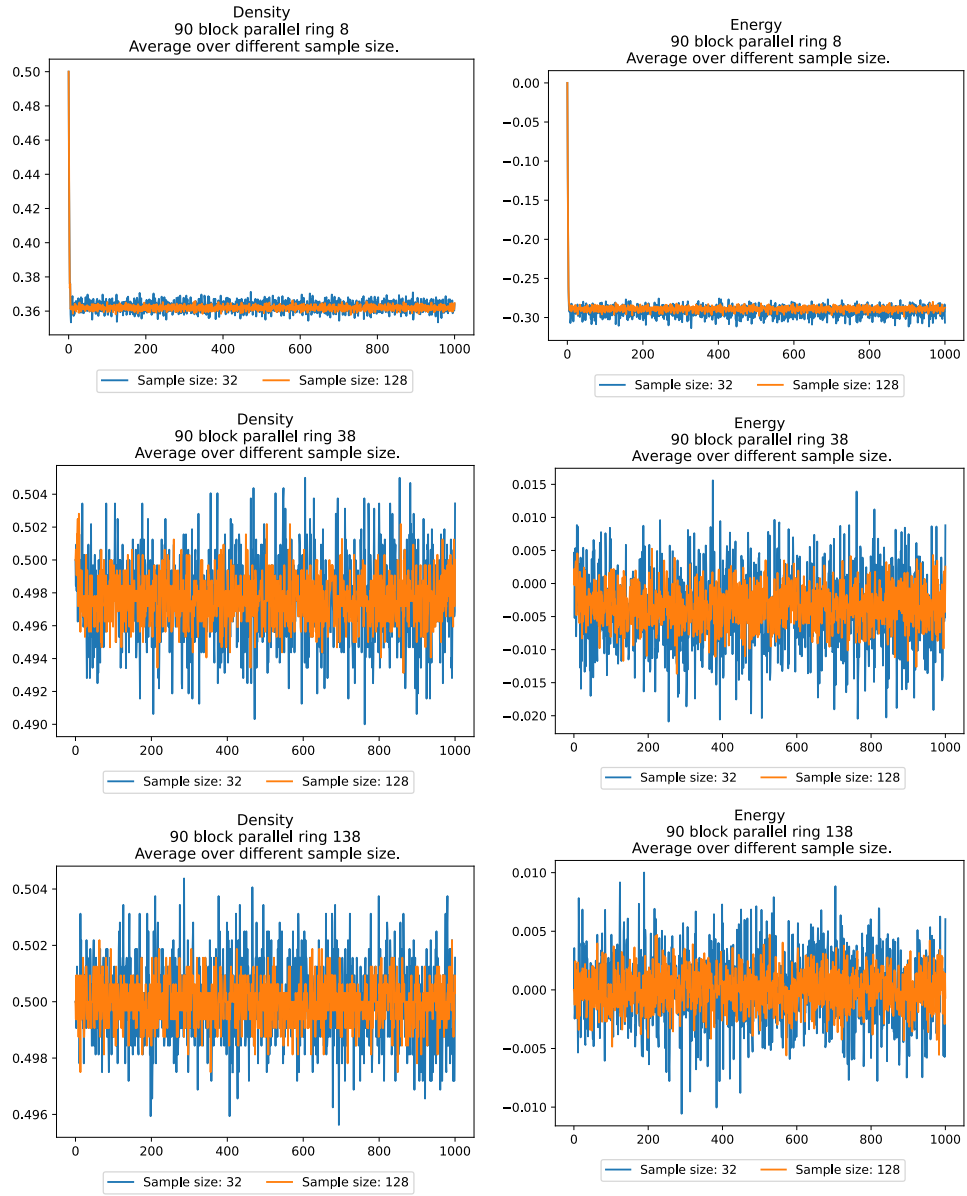 Density
90 block parallel ring 8
Average over different sample size.
0.50
0.48
0.46
0.44
0.42
0.40
0.38
0.36
0
200
400
600
800
1000
Sample size: 32
Sample size: 128
Energy
90 block parallel ring 8
Average over different sample size.
0.00
−0.05
−0.10
−0.15
−0.20
−0.25
−0.30
0
200
400
600
800
1000
Sample size: 32
Sample size: 128
Density
90 block parallel ring 38
Average over different sample size.
0.504
0.502
0.500
0.498
0.496
0.494
0.492
0.490
0
200
400
600
800
1000
Sample size: 32
Sample size: 128
Energy
90 block parallel ring 38
Average over different sample size.
0.015
0.010
0.005
0.000
−0.005
−0.010
−0.015
−0.020
0
200
400
600
800
1000
Sample size: 32
Sample size: 128
Density
90 block parallel ring 138
Average over different sample size.
0.504
0.502
0.500
0.498
0.496
0
200
400
600
800
1000
Sample size: 32
Sample size: 128
Energy
90 block parallel ring 138
Average over different sample size.
0.010
0.005
0.000
−0.005
−0.010
0
200
400
600
800
1000
Sample size: 32
Sample size: 128